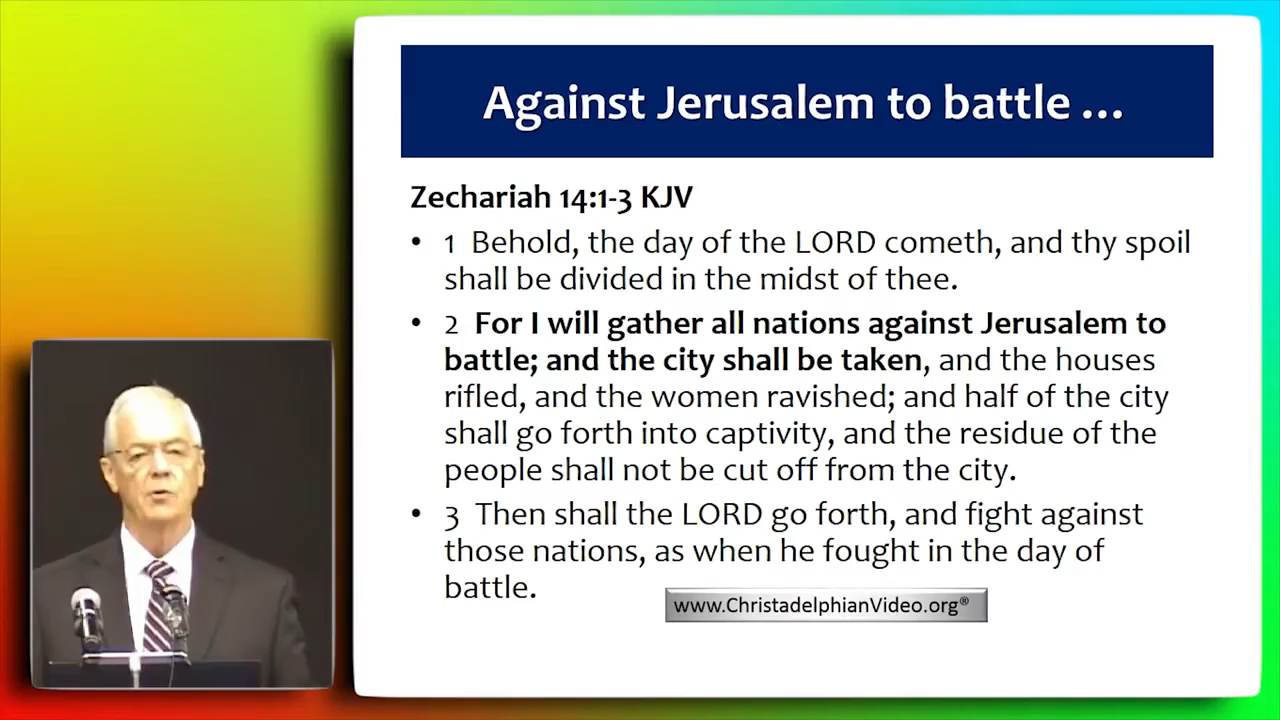 Against Jerusalem to battle ...
Zechariah 14:1-3 KJV
• 1 Behold, the day of the LORD cometh, and thy spoil
shall be divided in the midst of thee.
• 2 For I will gather all nations against Jerusalem to
battle; and the city shall be taken, and the houses
rifled, and the women ravished; and half of the city
shall go forth into captivity, and the residue of the
people shall not be cut off from the city.
• 3 Then shall the LORD go forth, and fight against
those nations, as when he fought in the day of
battle.
www.ChristadelphianVideo.org®